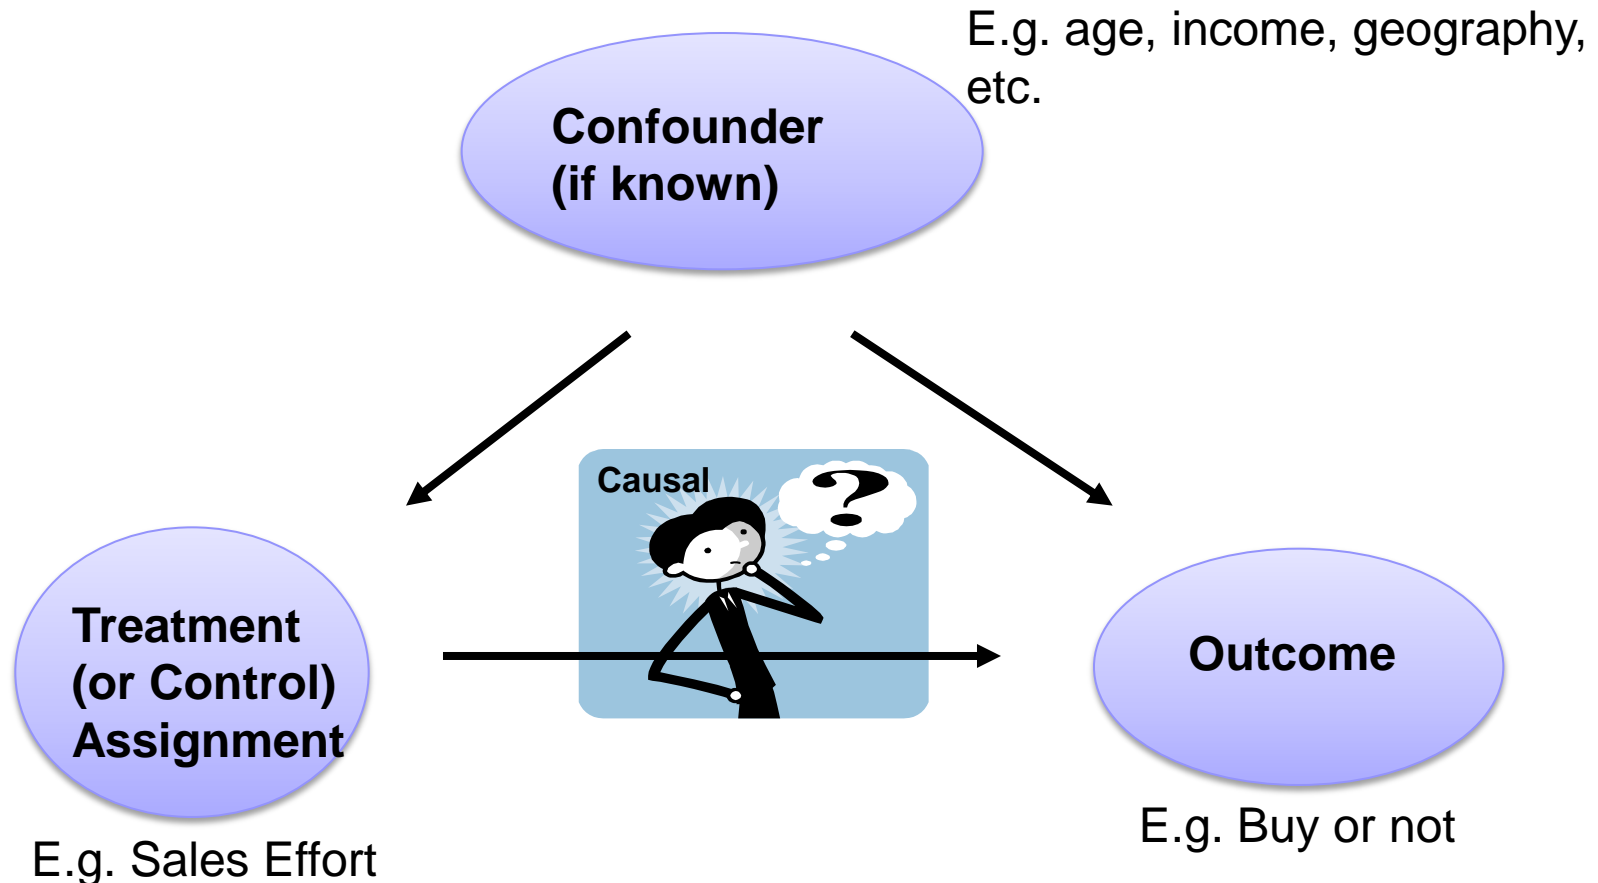 E.g. age, income, geography,
etc.
Confounder
(if known)
Causal
?
Treatment
(or Control)
Assignment
Outcome
E.g. Buy or not
E.g. Sales Effort